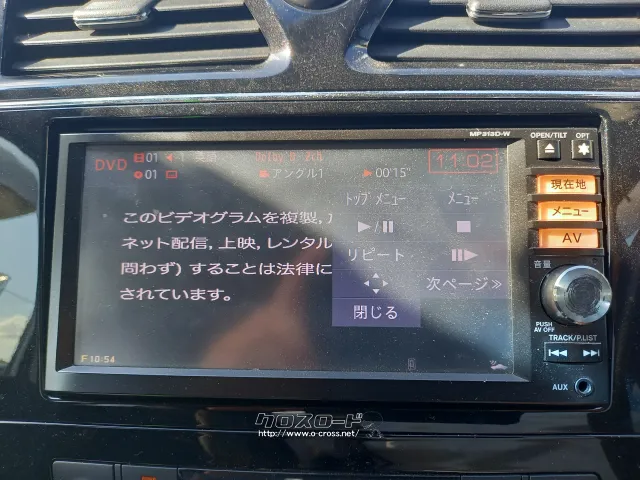 MP313D-W
OPEN/TILT OPT
DVD 01 1 英語 Dolby D 2ch 11:02
01 アングル1 00'15"
現在地
メニュー
AV
トップメニュー メニュー
このビデオグラムを複製,
ネット配信, 上映, レンタル
リピート
問わず) することは法律に
次ページ
されています。
閉じる
音量
PUSH
AV OFF
TRACK/P.LIST
F 10:54
AUX
クロスロード
http://www.o-cross.net/